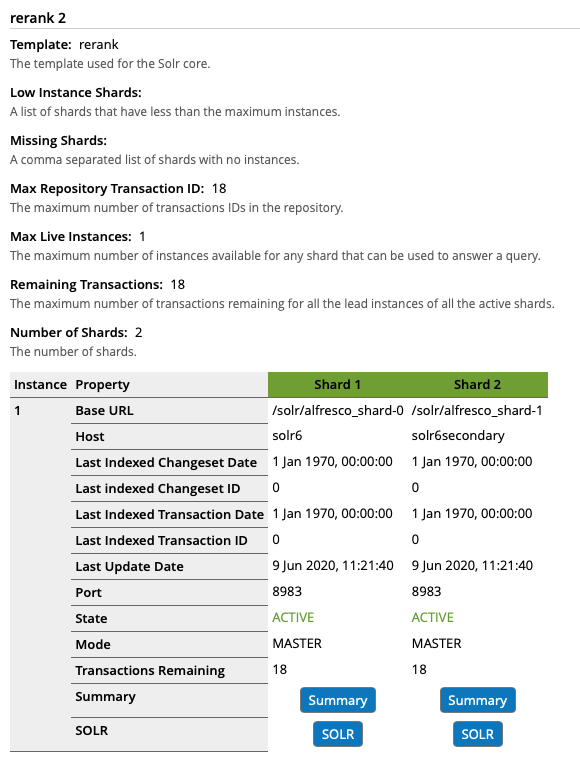 rerank 2
Template: rerank
The template used for the Solr core.
Low Instance Shards:
A list of shards that have less than the maximum instances.
Missing Shards:
A comma separated list of shards with no instances.
Max Repository Transaction ID: 18
The maximum number of transactions IDs in the repository.
Max Live Instances: 1
The maximum number of instances available for any shard that can be used to answer a query.
Remaining Transactions: 18
The maximum number of transactions remaining for all the lead instances of all the active shards.
Number of Shards: 2
The number of shards.
Instance Property Shard 1 Shard 2
1 Base URL /solr/alfresco_shard-0 /solr/alfresco_shard-1
Host solr6 solr6secondary
Last Indexed Changeset Date 1 Jan 1970, 00:00:00 1 Jan 1970, 00:00:00
Last indexed Changeset ID 0 0
Last Indexed Transaction Date 1 Jan 1970, 00:00:00 1 Jan 1970, 00:00:00
Last Indexed Transaction ID 0 0
Last Update Date 9 Jun 2020, 11:21:40 9 Jun 2020, 11:21:40
Port 8983 8983
State ACTIVE ACTIVE
Mode MASTER MASTER
Transactions Remaining 18 18
Summary Summary Summary
SOLR SOLR SOLR